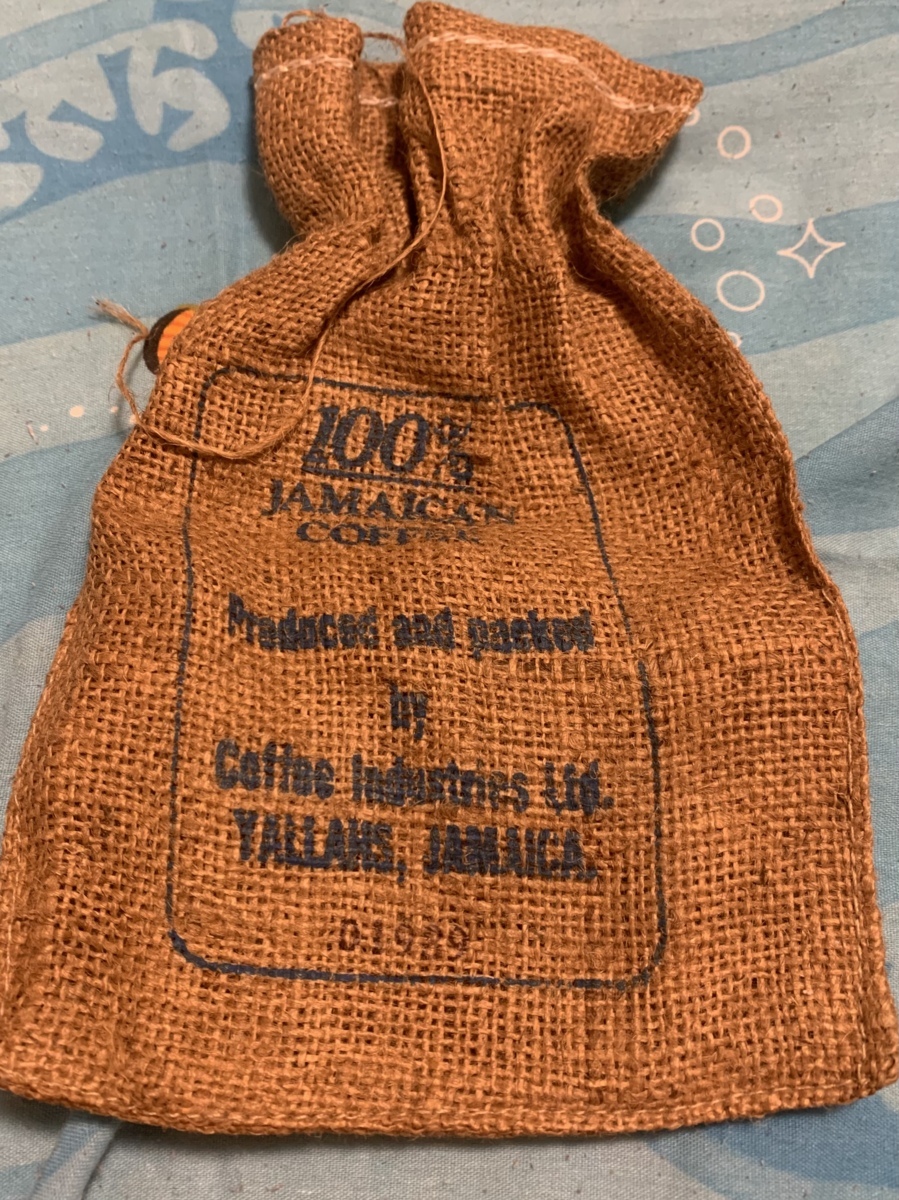 100%
JAMAICAN
COFFEE
Produced and packed
by
Coffee Industries Ltd.
YALLAHS, JAMAICA.